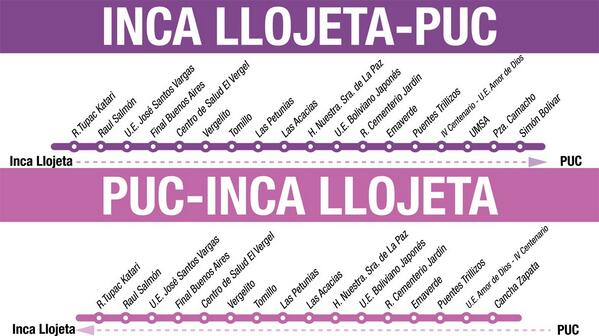 INCA LLOJETA-PUC
R.Tupac Katari
Raul Salmón
U.E. José Santos Vargas
Final Buenos Aires
Centro de Salud El Vergel
Vergelito
Tomillo
Las Petunias
Las Acacias
H. Nuestra. Sra. de La Paz
U.E. Boliviano Japonés
R. Cementerio Jardín
Emaverde
Puentes Trillizos
IV Centenario - U.E. Amor de Dios
UMSA
Pza. Camacho
Simón Bolívar
Inca Llojeta
PUC
PUC-INCA LLOJETA
R.Tupac Katari
Raul Salmón
U.E. José Santos Vargas
Final Buenos Aires
Centro de Salud El Vergel
Vergelito
Tomillo
Las Petunias
Las Acacias
H. Nuestra. Sra. de La Paz
U.E. Boliviano Japonés
R. Cementerio Jardín
Emaverde
Puentes Trillizos
U.E. Amor de Dios - IV Centenario
Cancha Zapata
Inca Llojeta
PUC